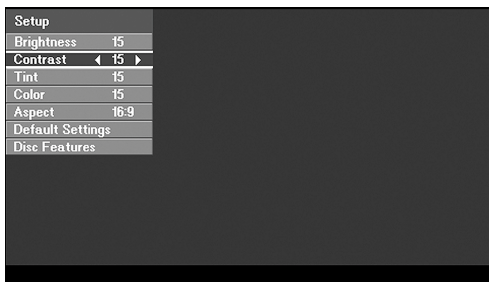 Setup
Brightness 15
Contrast 15
Tint 15
Color 15
Aspect 16:9
Default Settings
Disc Features